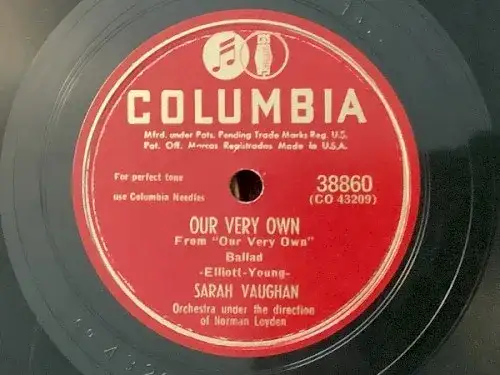 COLUMBIA
Mfrd. under Pats. Pending Trade Marks Reg. U.S.
Pat. Off. Marcas Registradas Made in U.S.A.
For perfect tone
use Columbia Needles
38860
(CO 43209)
OUR VERY OWN
From "Our Very Own"
Ballad
-Elliott-Young-
SARAH VAUGHAN
Orchestra under the direction
of Norman Leyden